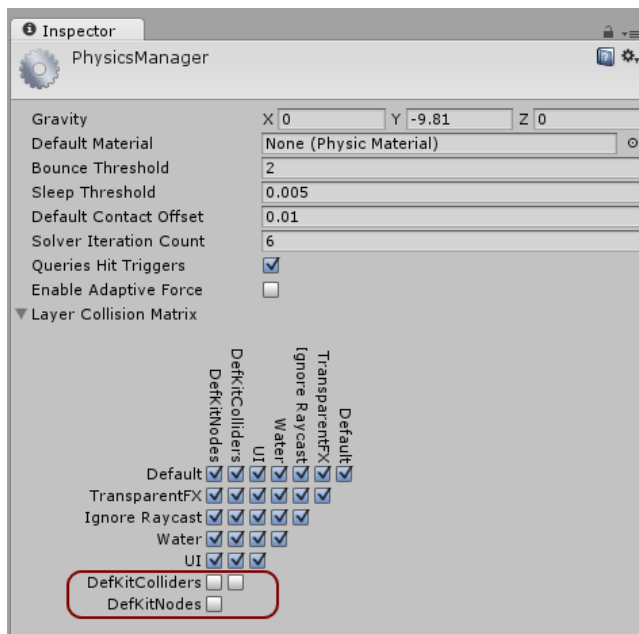 Inspector
PhysicsManager
Gravity X 0 Y -9.81 Z 0
Default Material None (Physic Material)
Bounce Threshold 2
Sleep Threshold 0.005
Default Contact Offset 0.01
Solver Iteration Count 6
Queries Hit Triggers
Enable Adaptive Force
Layer Collision Matrix
DefKitNodes
DefKitColliders
UI
Water
Ignore Raycast
TransparentFX
Default
Default
TransparentFX
Ignore Raycast
Water
UI
DefKitColliders
DefKitNodes